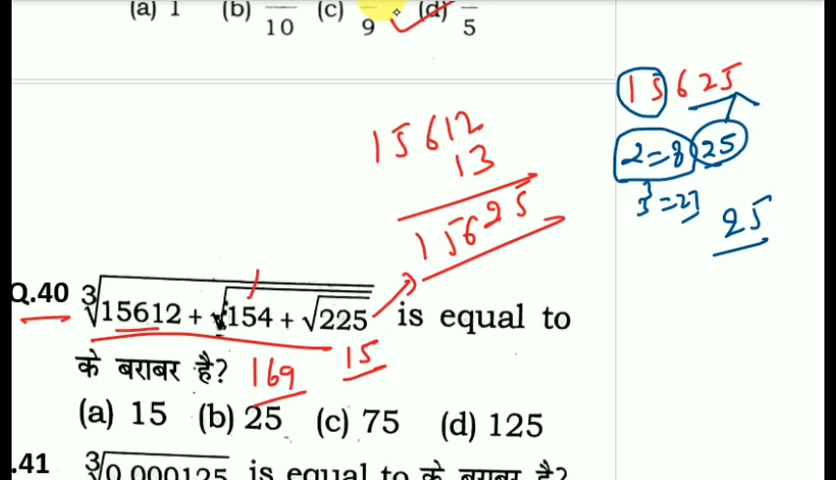 (a) 1 (b) 10 (c) 9 (d) 5
15625
15612
13
15625
2=8 25
3³=27
25
Q.40 ∛15612 + √154 + √225 is equal to
15
के बराबर है? 169
(a) 15 (b) 25 (c) 75 (d) 125
.41 ∛0.000125 is equal to के बराबर है?